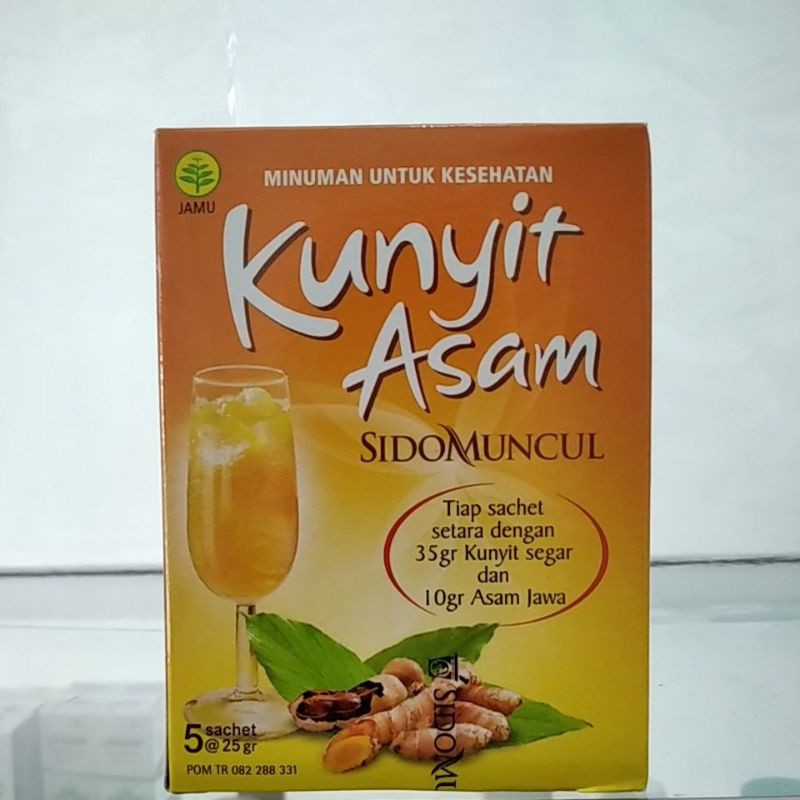 JAMU
MINUMAN UNTUK KESEHATAN
Kunyit
Asam
SIDOMUNCUL
Tiap sachet
setara dengan
35gr Kunyit segar
dan
10gr Asam Jawa
5 sachet
@ 25 gr
POM TR 082 288 331
SIDOMU